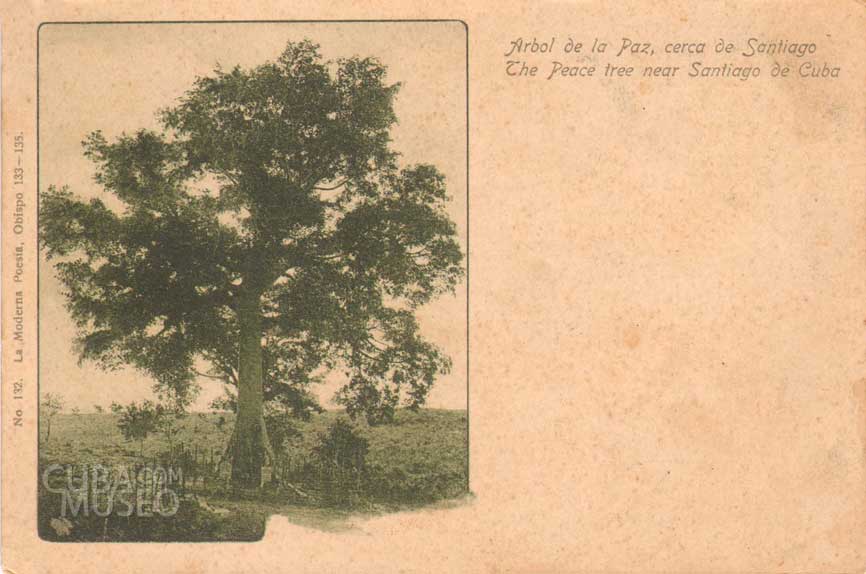 Arbol de la Paz, cerca de Santiago
The Peace tree near Santiago de Cuba
No. 132. La Moderna Poesia, Obispo 133—135.
CUBA.COM
MUSEO